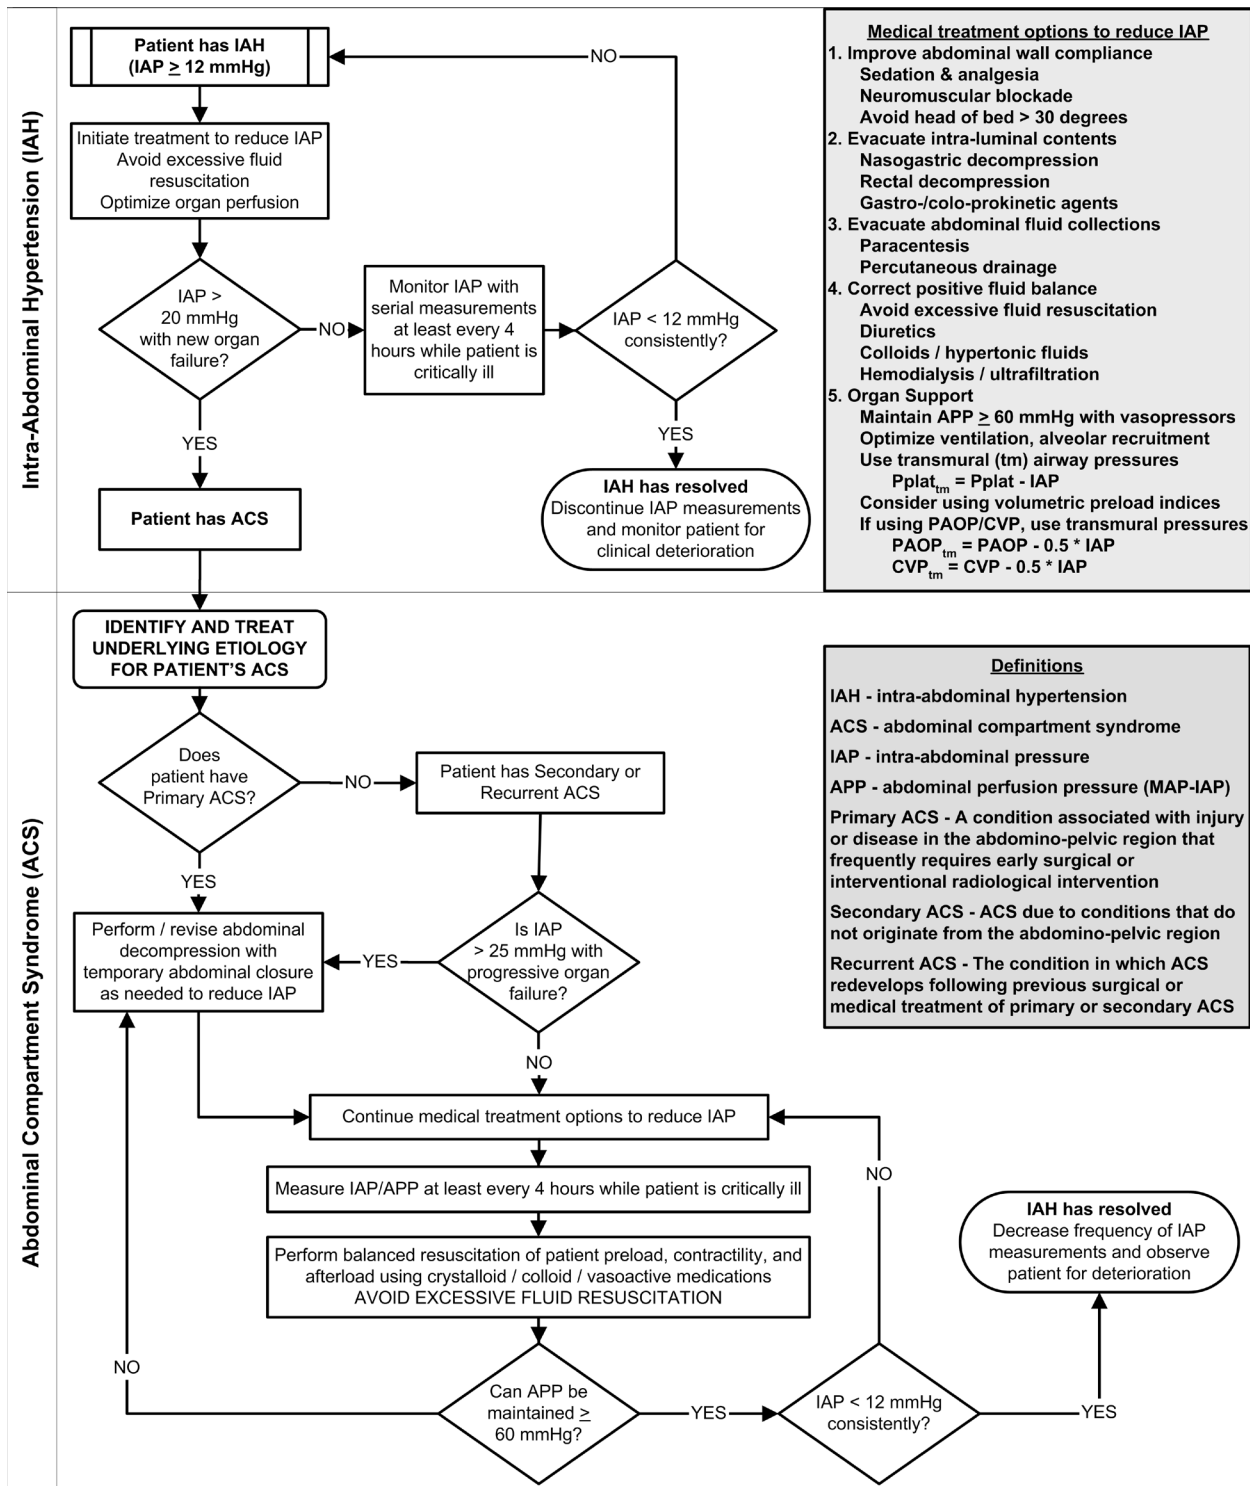 Intra-Abdominal Hypertension (IAH)
Patient has IAH
(IAP ≥ 12 mmHg)
NO
Initiate treatment to reduce IAP
Avoid excessive fluid
resuscitation
Optimize organ perfusion
IAP >
20 mmHg
with new organ
failure?
NO
Monitor IAP with
serial measurements
at least every 4
hours while patient is
critically ill
IAP < 12 mmHg
consistently?
YES
YES
Patient has ACS
IAH has resolved
Discontinue IAP measurements
and monitor patient for
clinical deterioration
Medical treatment options to reduce IAP
1. Improve abdominal wall compliance
Sedation & analgesia
Neuromuscular blockade
Avoid head of bed > 30 degrees
2. Evacuate intra-luminal contents
Nasogastric decompression
Rectal decompression
Gastro-/colo-prokinetic agents
3. Evacuate abdominal fluid collections
Paracentesis
Percutaneous drainage
4. Correct positive fluid balance
Avoid excessive fluid resuscitation
Diuretics
Colloids / hypertonic fluids
Hemodialysis / ultrafiltration
5. Organ Support
Maintain APP ≥ 60 mmHg with vasopressors
Optimize ventilation, alveolar recruitment
Use transmural (tm) airway pressures
Pplattm = Pplat - IAP
Consider using volumetric preload indices
If using PAOP/CVP, use transmural pressures
PAOPtm = PAOP - 0.5 * IAP
CVPtm = CVP - 0.5 * IAP
Abdominal Compartment Syndrome (ACS)
IDENTIFY AND TREAT
UNDERLYING ETIOLOGY
FOR PATIENT'S ACS
Does
patient have
Primary ACS?
NO
Patient has Secondary or
Recurrent ACS
YES
Perform / revise abdominal
decompression with
temporary abdominal closure
as needed to reduce IAP
YES
Is IAP
> 25 mmHg with
progressive organ
failure?
NO
Continue medical treatment options to reduce IAP
Measure IAP/APP at least every 4 hours while patient is critically ill
Perform balanced resuscitation of patient preload, contractility, and
afterload using crystalloid / colloid / vasoactive medications
AVOID EXCESSIVE FLUID RESUSCITATION
NO
Can APP be
maintained ≥
60 mmHg?
YES
IAP < 12 mmHg
consistently?
NO
YES
IAH has resolved
Decrease frequency of IAP
measurements and observe
patient for deterioration
Definitions
IAH - intra-abdominal hypertension
ACS - abdominal compartment syndrome
IAP - intra-abdominal pressure
APP - abdominal perfusion pressure (MAP-IAP)
Primary ACS - A condition associated with injury
or disease in the abdomino-pelvic region that
frequently requires early surgical or
interventional radiological intervention
Secondary ACS - ACS due to conditions that do
not originate from the abdomino-pelvic region
Recurrent ACS - The condition in which ACS
redevelops following previous surgical or
medical treatment of primary or secondary ACS